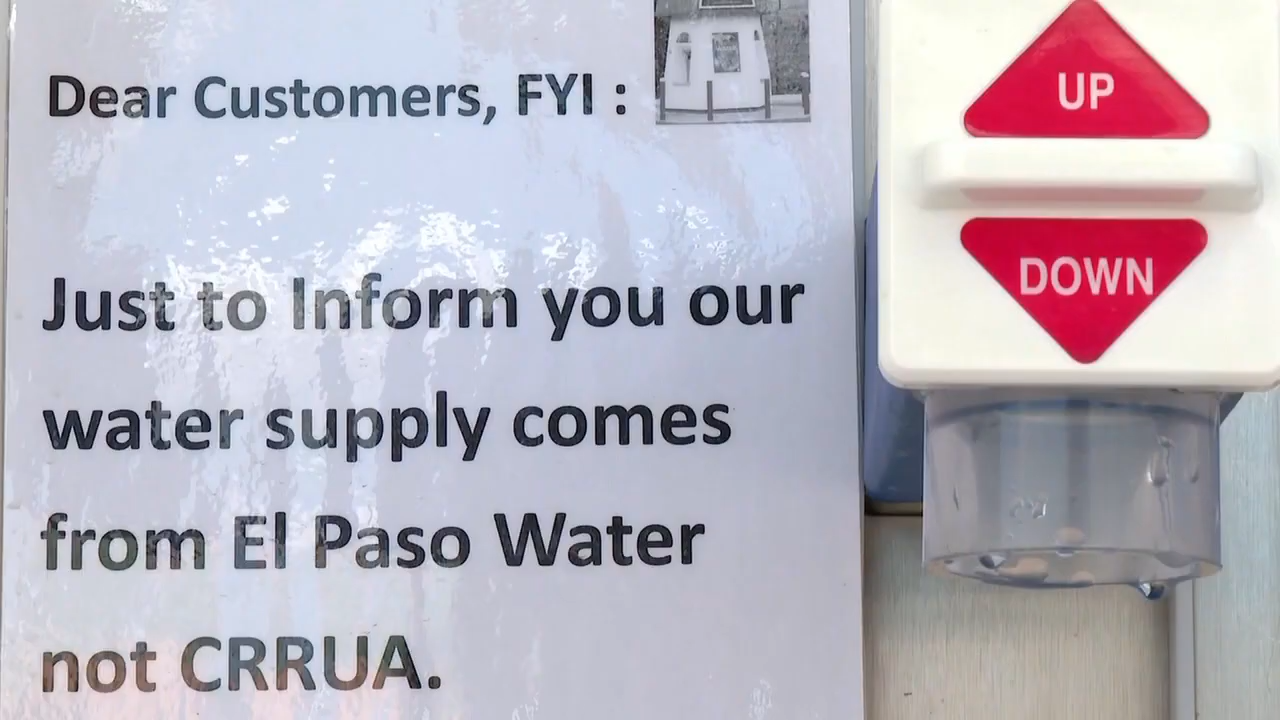 Dear Customers, FYI :
Just to Inform you our
water supply comes
from El Paso Water
not CRRUA.
UP
DOWN